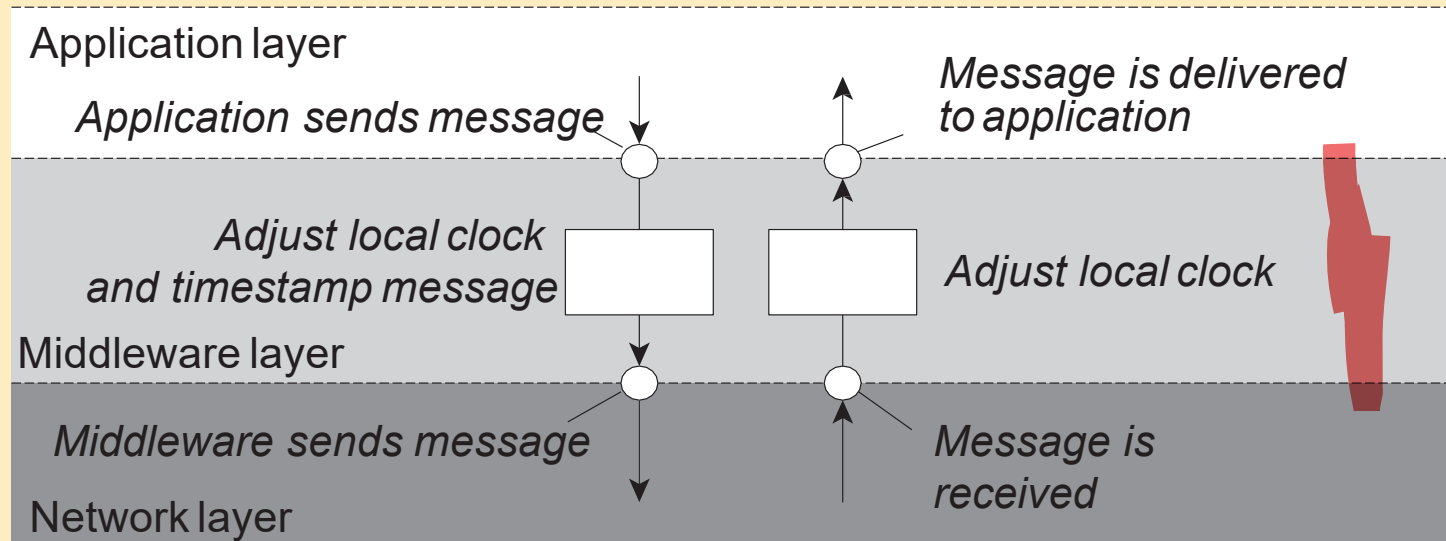 Application layer
Application sends message
Message is delivered
to application
Adjust local clock
and timestamp message
Adjust local clock
Middleware layer
Middleware sends message
Message is
received
Network layer